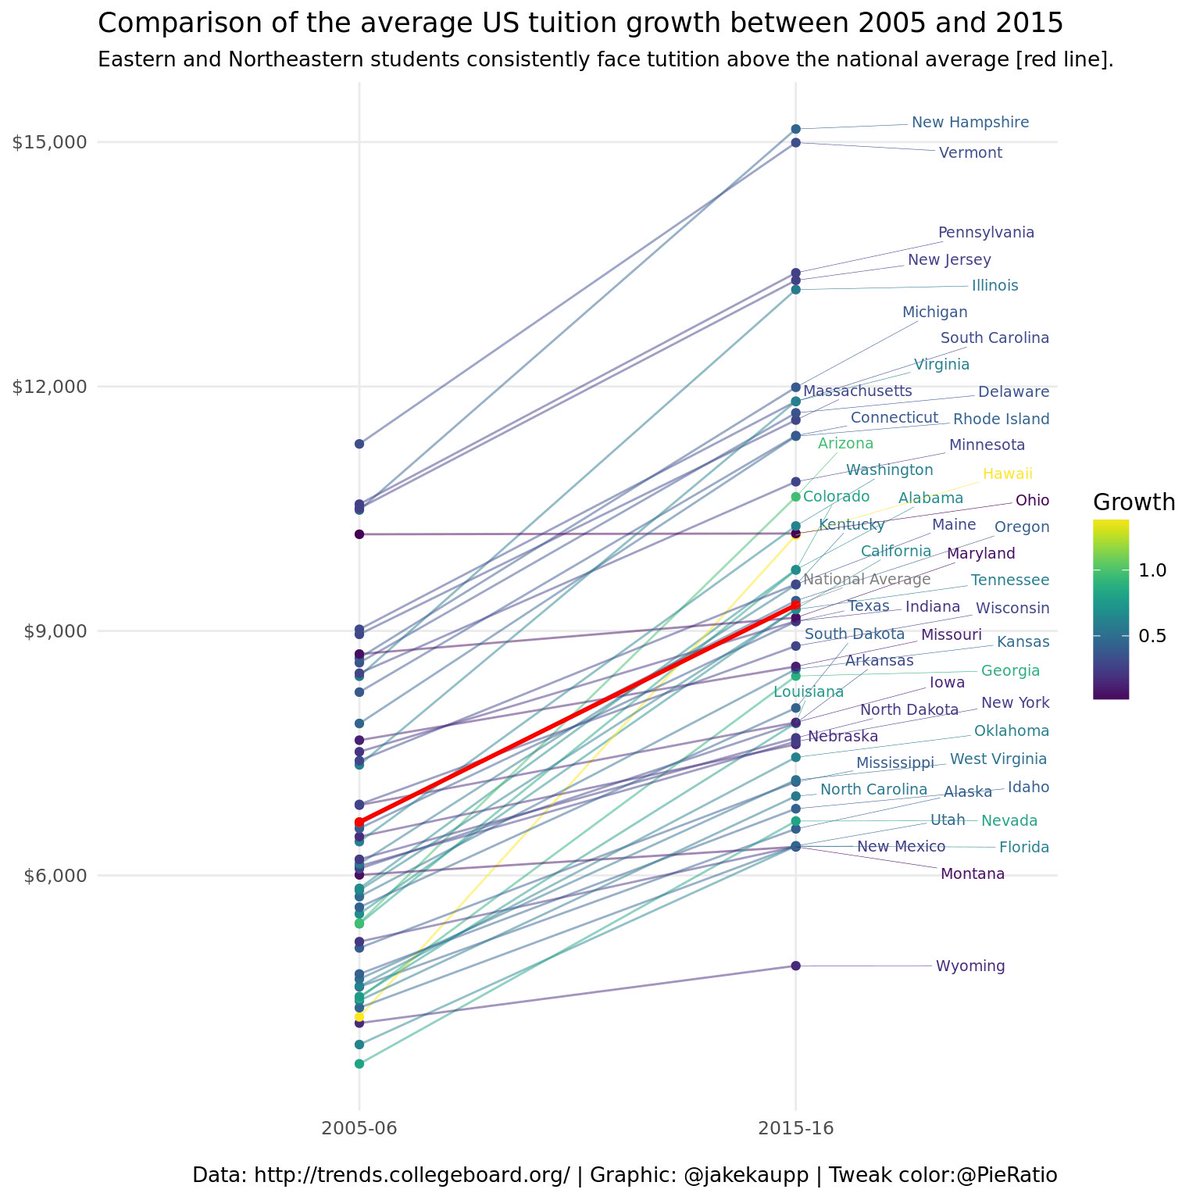 Comparison of the average US tuition growth between 2005 and 2015
Eastern and Northeastern students consistently face tutition above the national average [red line].
$15,000
$12,000
$9,000
$6,000
New Hampshire
Vermont
Pennsylvania
New Jersey
Illinois
Michigan
South Carolina
Virginia
Massachusetts
Delaware
Connecticut
Rhode Island
Arizona
Minnesota
Washington
Hawaii
Colorado
Alabama
Ohio
Kentucky
Maine
Oregon
California
Maryland
National Average
Tennessee
Texas
Indiana
Wisconsin
South Dakota
Missouri
Kansas
Arkansas
Georgia
Iowa
Louisiana
North Dakota
New York
Nebraska
Oklahoma
Mississippi
West Virginia
North Carolina
Alaska
Idaho
Utah
Nevada
New Mexico
Florida
Montana
Wyoming
Growth
1.0
0.5
2005-06
2015-16
Data: http://trends.collegeboard.org/ | Graphic: @jakekaupp | Tweak color:@PieRatio